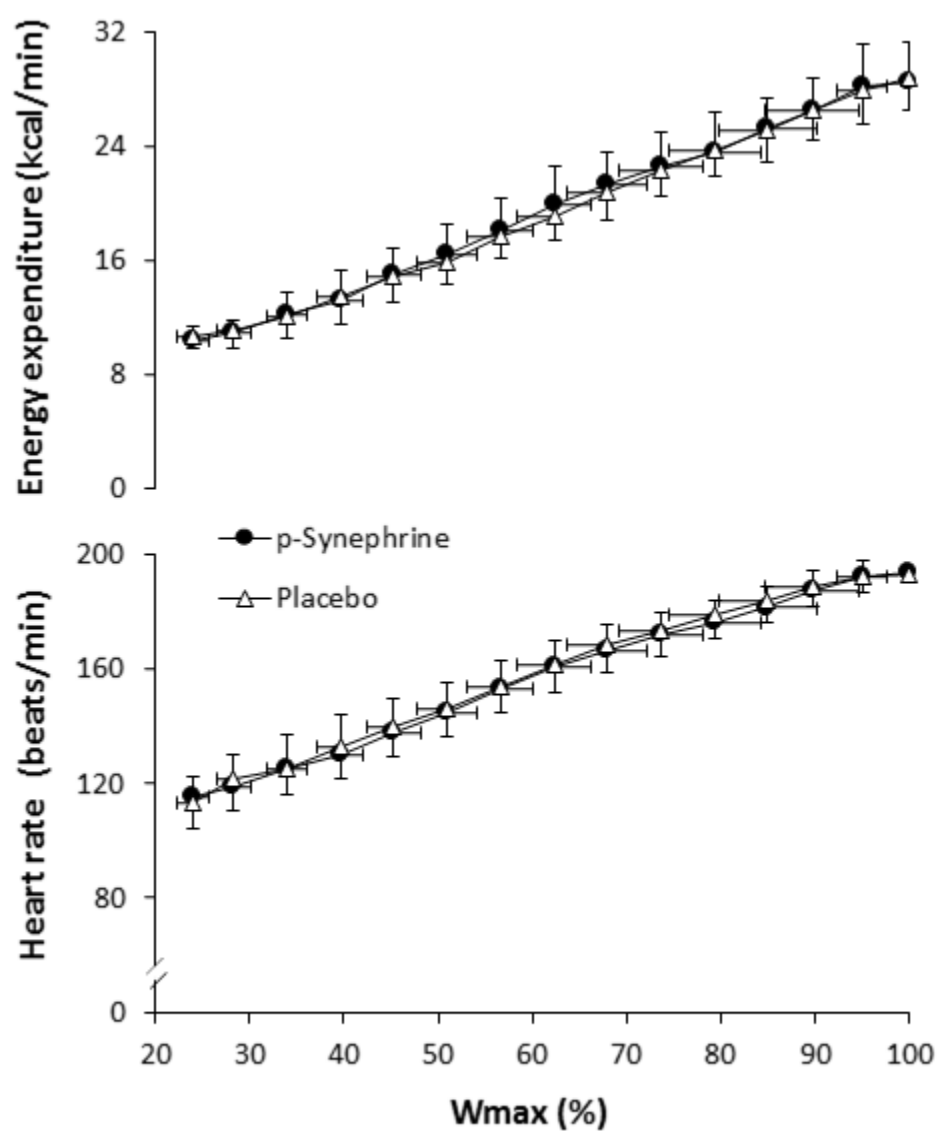 Energy expenditure (kcal/min)
32
24
16
8
0
p-Synephrine
Placebo
Heart rate (beats/min)
200
160
120
80
0
20 30 40 50 60 70 80 90 100
Wmax (%)